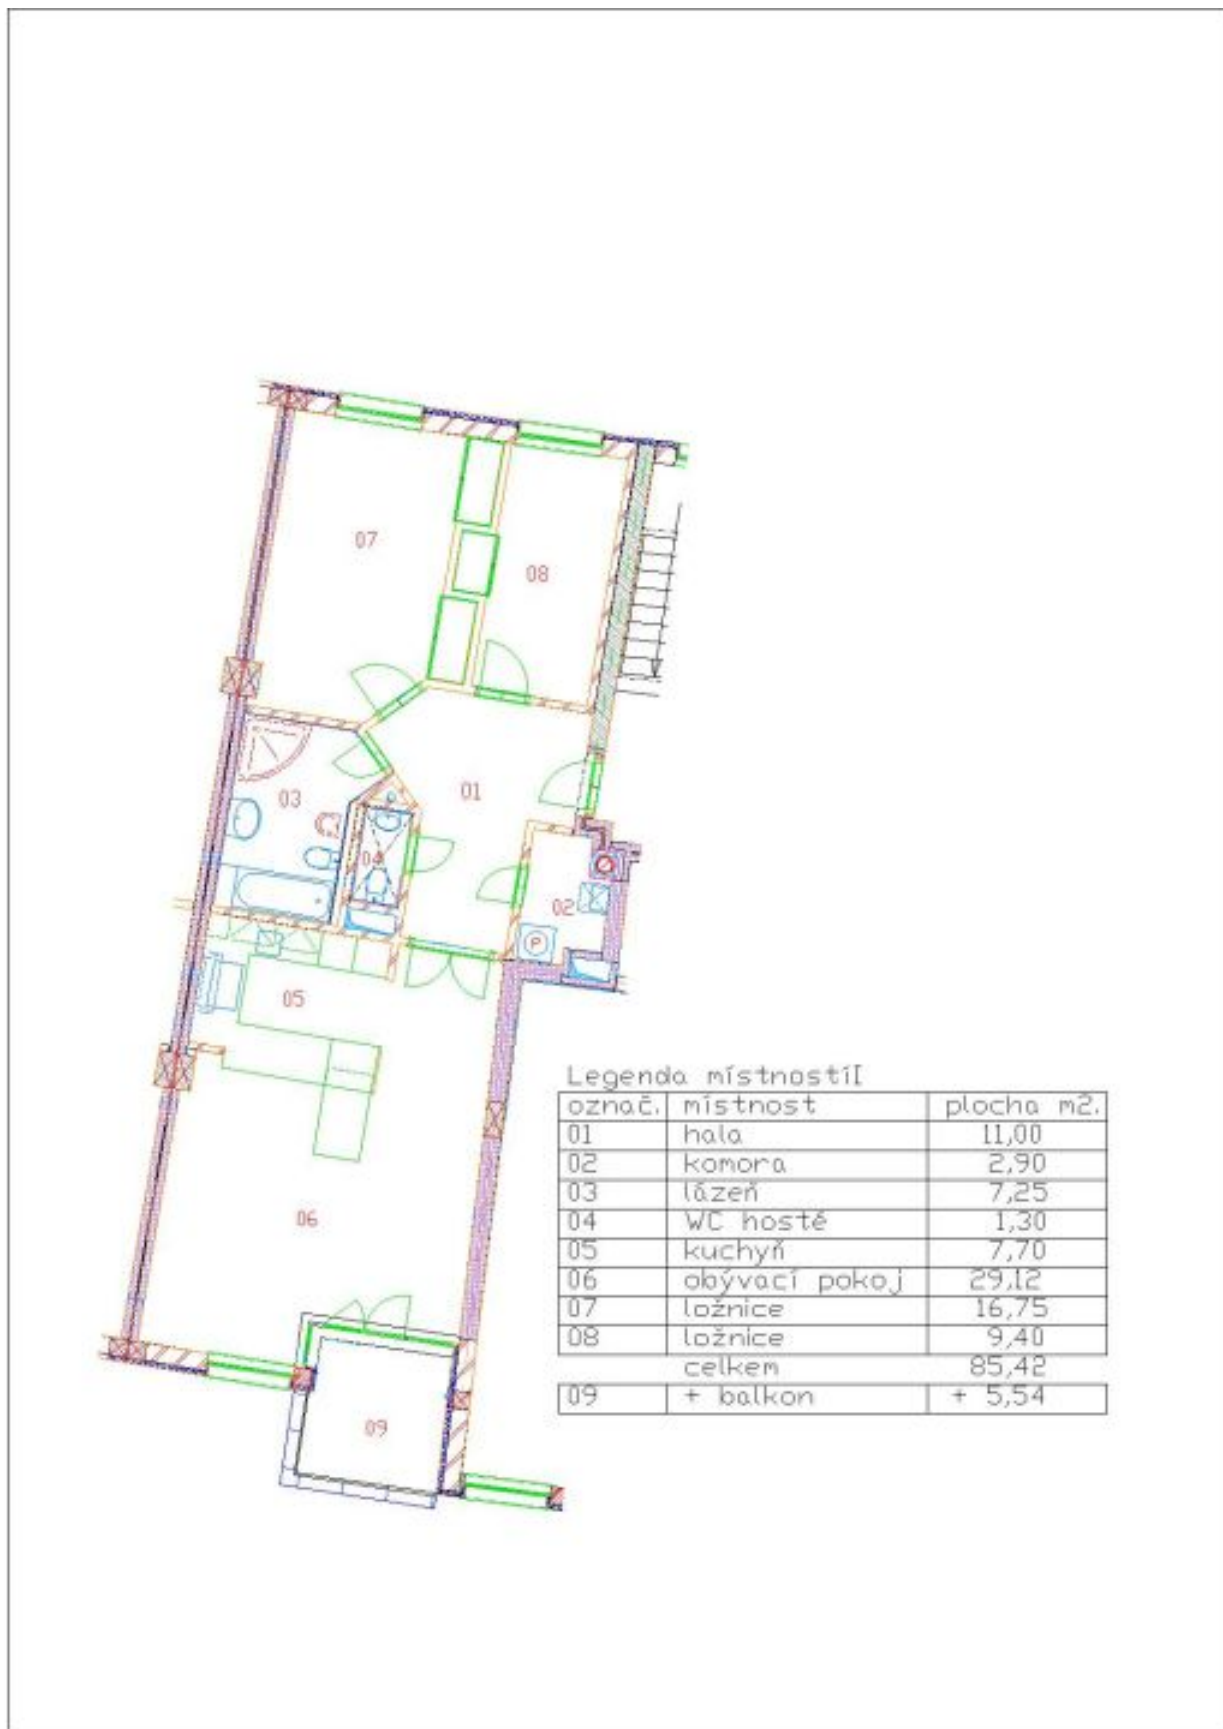 07
08
01
03
04
02
P
05
06
09
Legenda místnostíI
označ. místnost plocha m2.
01 hala 11,00
02 komora 2,90
03 lázeň 7,25
04 WC hosté 1,30
05 kuchyň 7,70
06 obývací pokoj 29,12
07 ložnice 16,75
08 ložnice 9,40
celkem 85,42
09 + balkon + 5,54